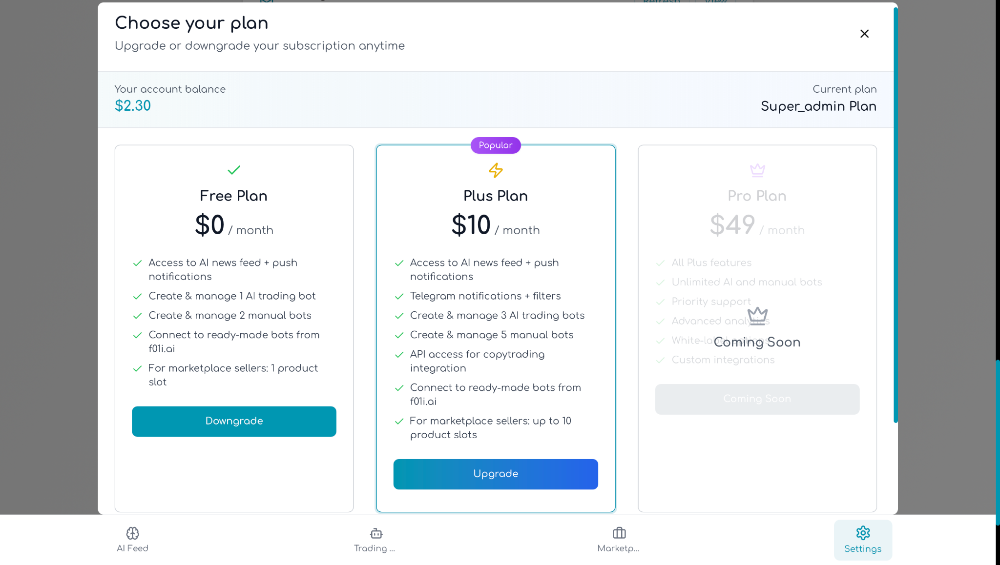 Refresh
View
Choose your plan
Upgrade or downgrade your subscription anytime
Your account balance
$2.30
Current plan
Super_admin Plan
Free Plan
$0 / month
Access to AI news feed + push
notifications
Create & manage 1 AI trading bot
Create & manage 2 manual bots
Connect to ready-made bots from
f01i.ai
For marketplace sellers: 1 product
slot
Downgrade
Popular
Plus Plan
$10 / month
Access to AI news feed + push
notifications
Telegram notifications + filters
Create & manage 3 AI trading bots
Create & manage 5 manual bots
API access for copytrading
integration
Connect to ready-made bots from
f01i.ai
For marketplace sellers: up to 10
product slots
Upgrade
Pro Plan
$49 / month
All Plus features
Unlimited AI and manual bots
Priority support
Advanced analytics
White-label options
Custom integrations
Coming Soon
Coming Soon
AI Feed
Trading ...
Marketp...
Settings